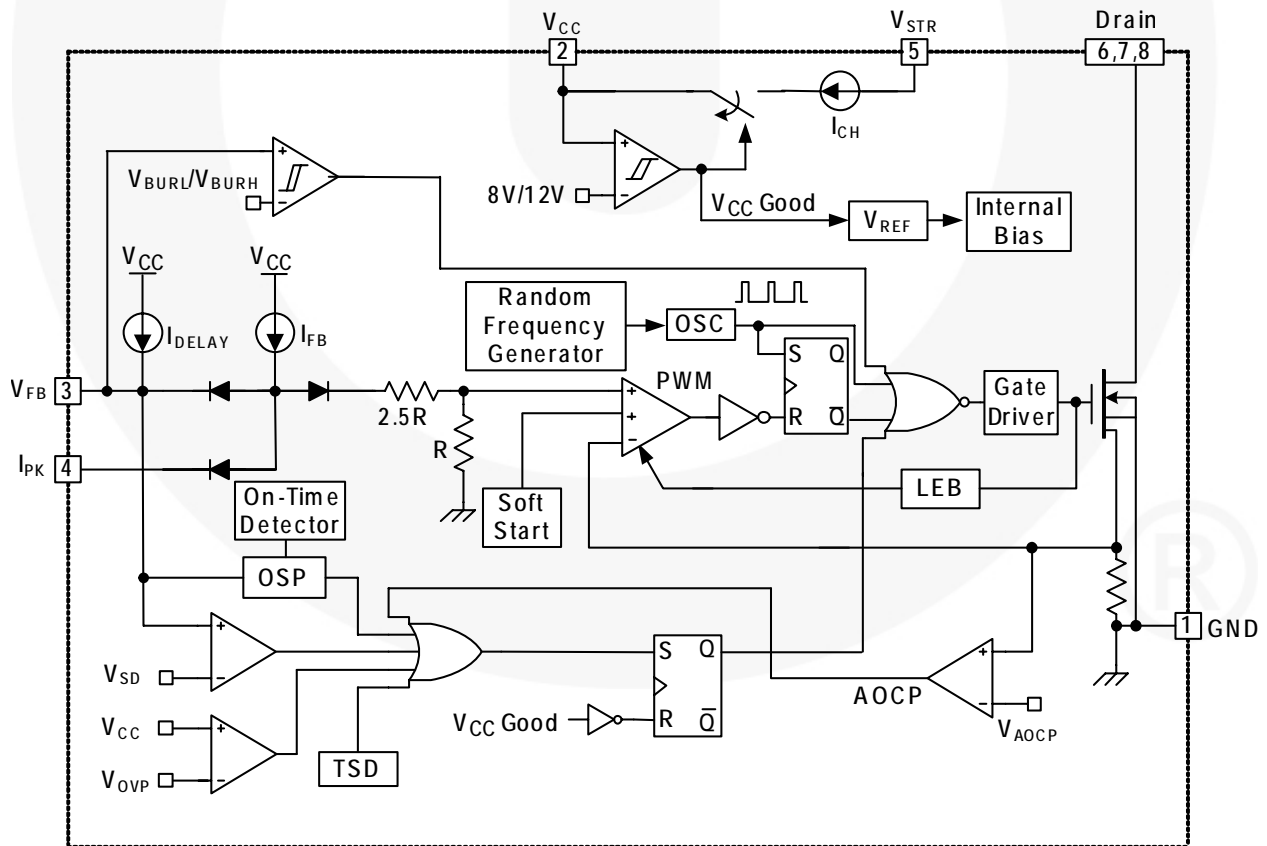 VCC
VSTR
Drain
2
5
6,7,8
ICH
+
-
VBURL/VBURH
+
-
8V/12V
VCC Good
VREF
Internal
Bias
VCC
VCC
IDELAY
IFB
Random
Frequency
Generator
OSC
S Q
R Q̅
PWM
VFB 3
2.5R
R
+
+
-
Gate
Driver
IPK 4
LEB
Soft
Start
On-Time
Detector
OSP
®
1 GND
+
-
VSD
S Q
R Q̅
AOCP
+
-
VAOCP
VCC Good
VCC
+
-
VOVP
TSD